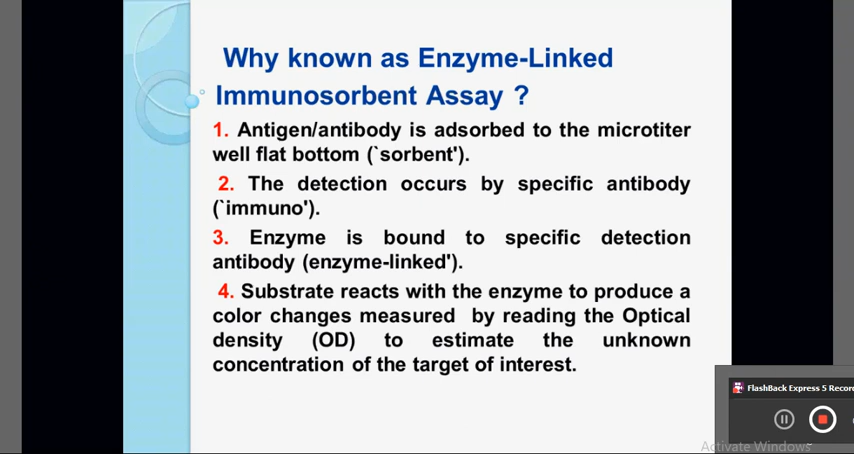 Why known as Enzyme-Linked
Immunosorbent Assay ?
1. Antigen/antibody is adsorbed to the microtiter
well flat bottom (`sorbent').
2. The detection occurs by specific antibody
(`immuno').
3. Enzyme is bound to specific detection
antibody (enzyme-linked').
4. Substrate reacts with the enzyme to produce a
color changes measured by reading the Optical
density (OD) to estimate the unknown
concentration of the target of interest.
FlashBack Express 5 Recor
Activate Windows